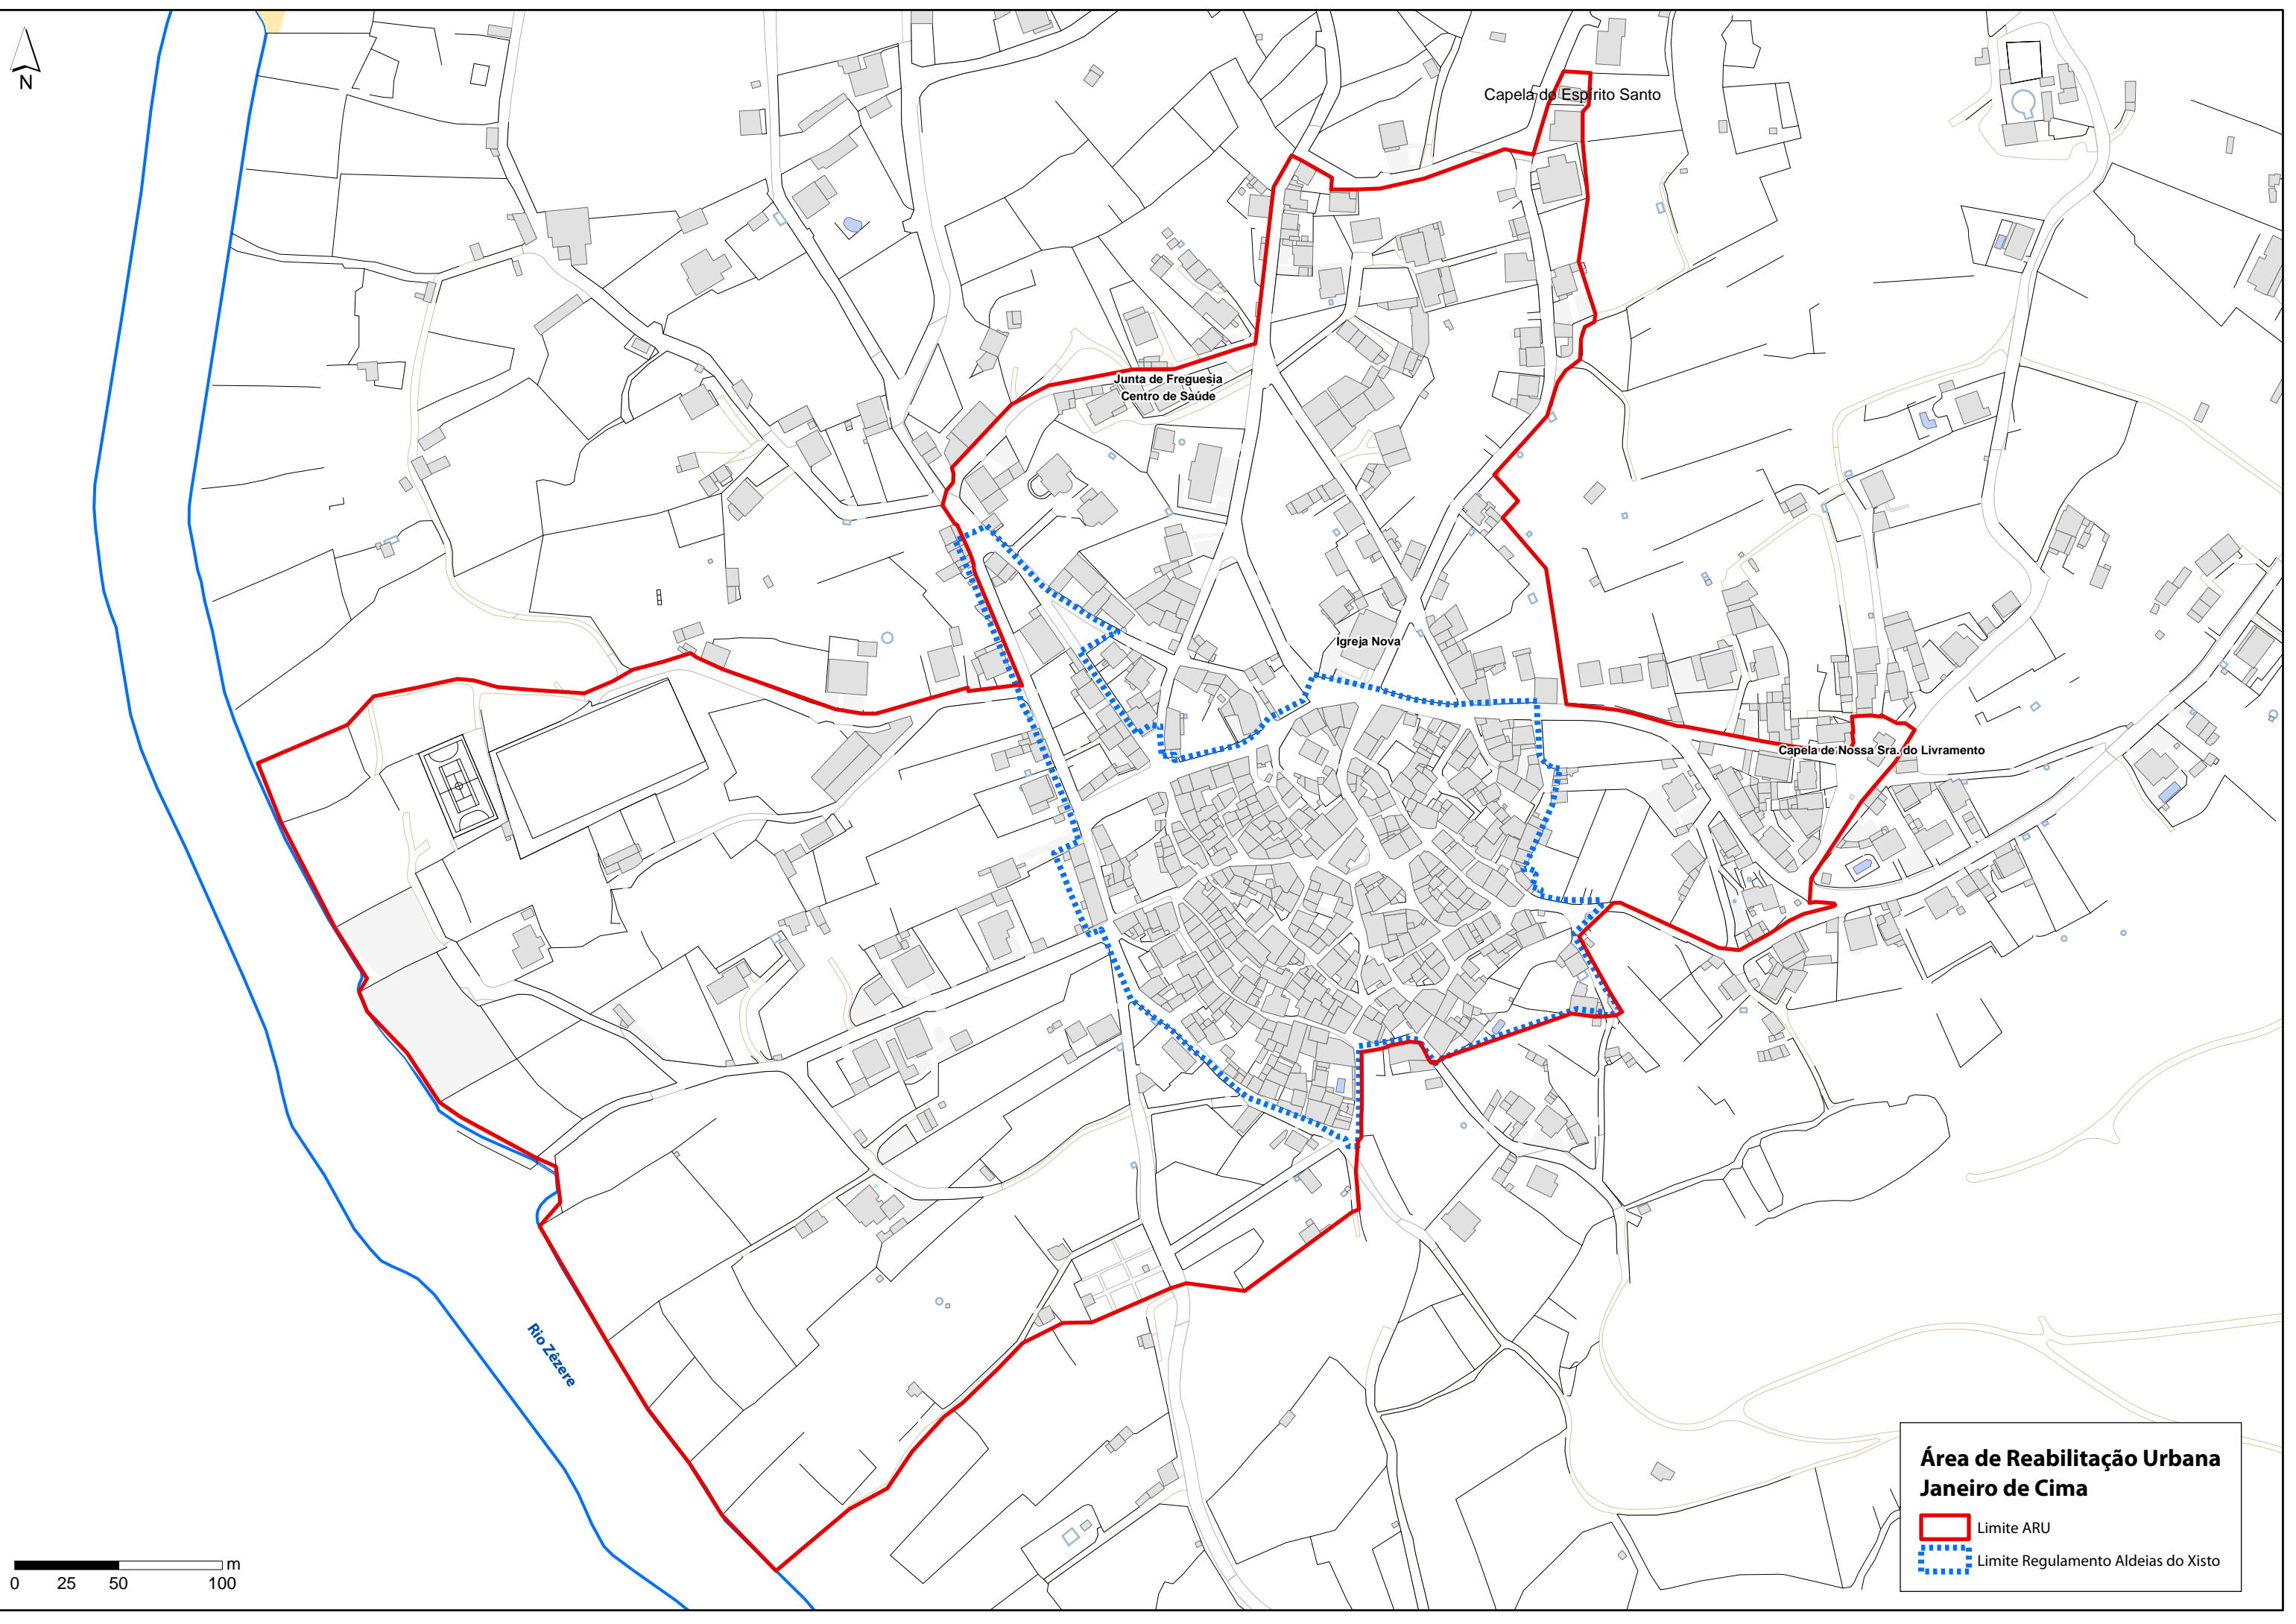 N
Capela do Espírito Santo
Junta de Freguesia
Centro de Saúde
Igreja Nova
Capela de Nossa Sra. do Livramento
Rio Zêzere
Área de Reabilitação Urbana
Janeiro de Cima
Limite ARU
Limite Regulamento Aldeias do Xisto
m
0 25 50 100